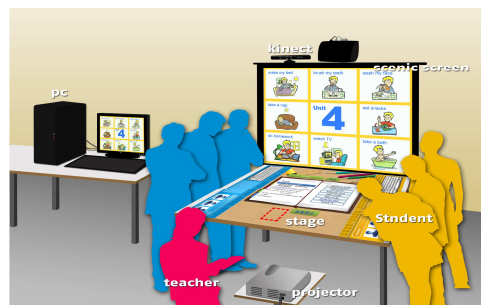 kinect
scenic screen
pc
make my bed
brush my teeth
wash my face
take a nap
Unit
4
eat snacks
do homework
watch TV
take a bath
stage
Stndent
teacher
projector